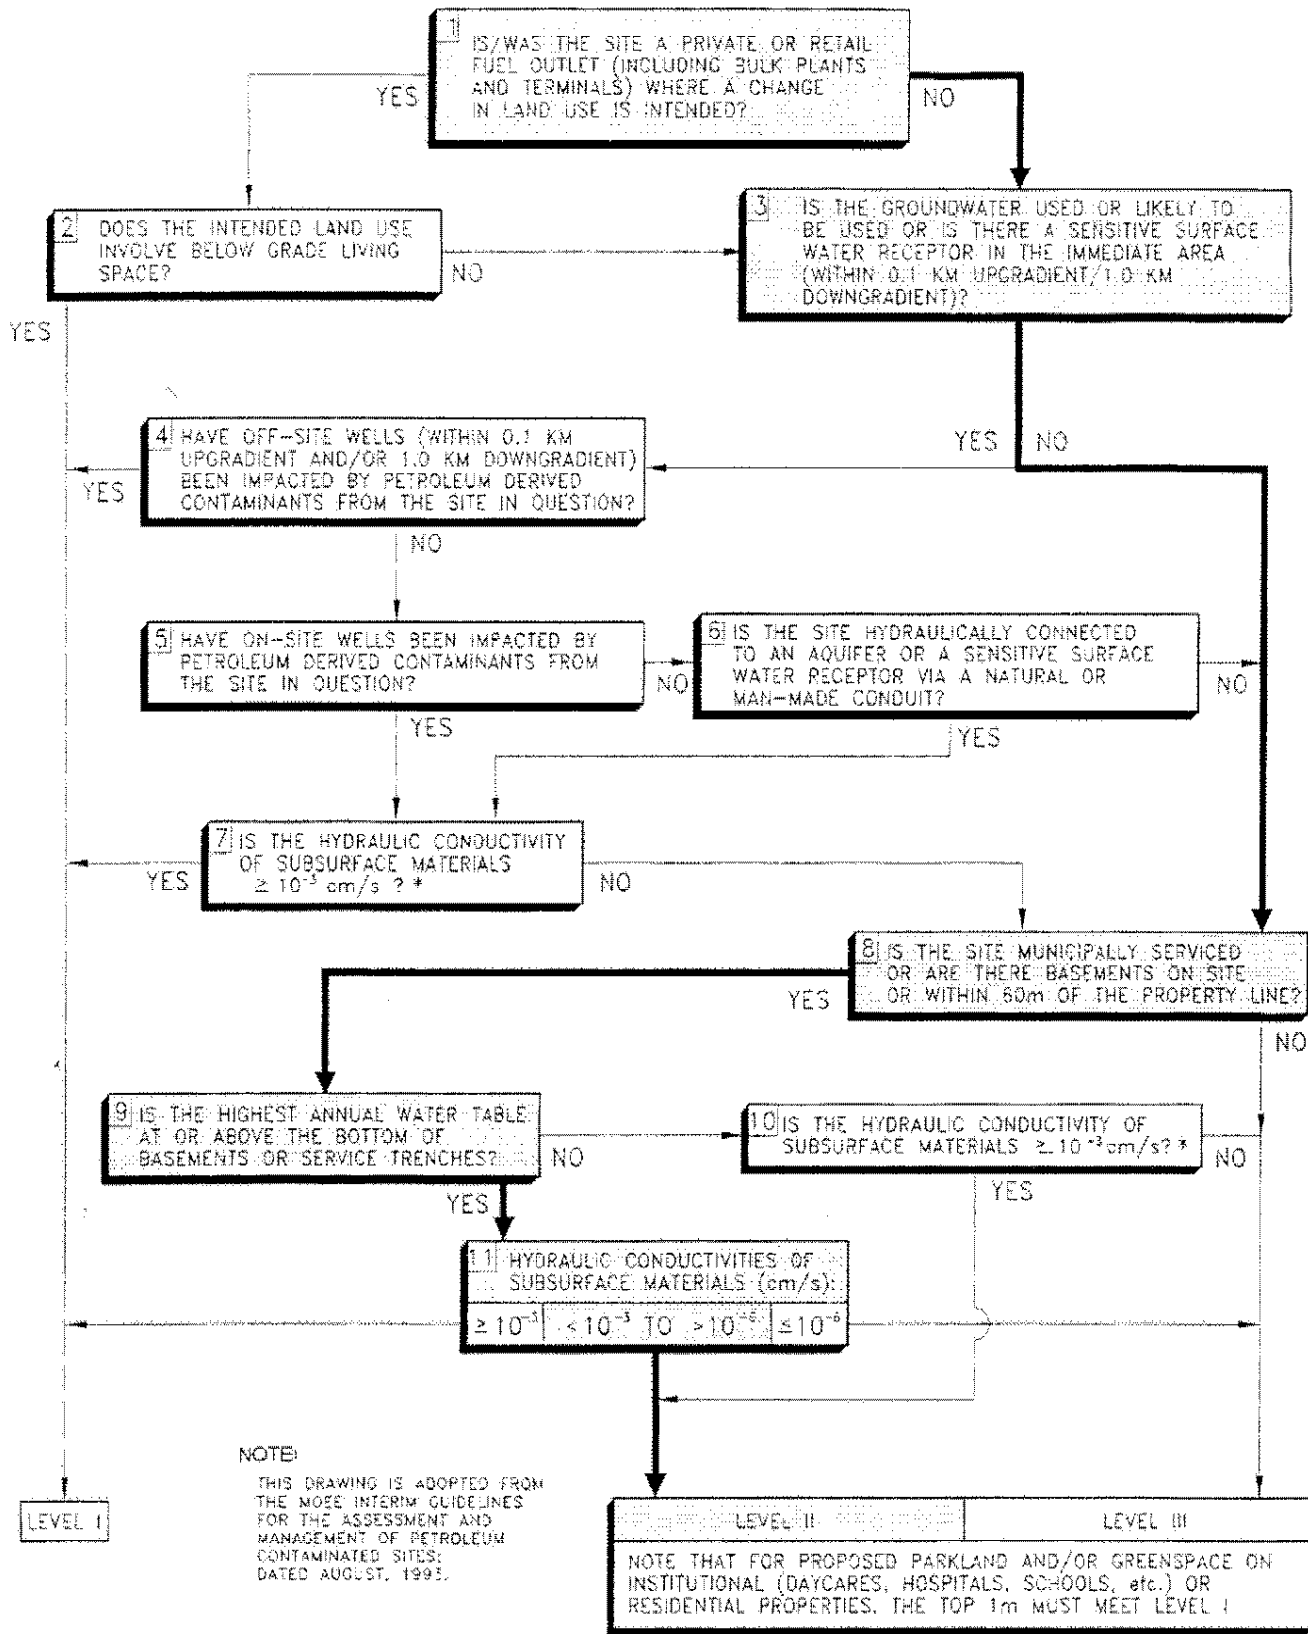 1
IS/WAS THE SITE A PRIVATE OR RETAIL
FUEL OUTLET (INCLUDING BULK PLANTS
AND TERMINALS) WHERE A CHANGE
IN LAND USE IS INTENDED?
YES
NO
2
DOES THE INTENDED LAND USE
INVOLVE BELOW GRADE LIVING
SPACE?
NO
YES
3
IS THE GROUNDWATER USED OR LIKELY TO
BE USED OR IS THERE A SENSITIVE SURFACE
WATER RECEPTOR IN THE IMMEDIATE AREA
(WITHIN 0.1 KM UPGRADIENT/1.0 KM
DOWNGRADIENT)?
YES
NO
4
HAVE OFF-SITE WELLS (WITHIN 0.1 KM
UPGRADIENT AND/OR 1.0 KM DOWNGRADIENT)
BEEN IMPACTED BY PETROLEUM DERIVED
CONTAMINANTS FROM THE SITE IN QUESTION?
YES
NO
5
HAVE ON-SITE WELLS BEEN IMPACTED BY
PETROLEUM DERIVED CONTAMINANTS FROM
THE SITE IN QUESTION?
NO
YES
6
IS THE SITE HYDRAULICALLY CONNECTED
TO AN AQUIFER OR A SENSITIVE SURFACE
WATER RECEPTOR VIA A NATURAL OR
MAN-MADE CONDUIT?
NO
YES
7
IS THE HYDRAULIC CONDUCTIVITY
OF SUBSURFACE MATERIALS
≥ 10⁻⁵ cm/s ? *
YES
NO
8
IS THE SITE MUNICIPALLY SERVICED
OR ARE THERE BASEMENTS ON SITE
OR WITHIN 60m OF THE PROPERTY LINE?
YES
NO
9
IS THE HIGHEST ANNUAL WATER TABLE
AT OR ABOVE THE BOTTOM OF
BASEMENTS OR SERVICE TRENCHES?
NO
YES
10
IS THE HYDRAULIC CONDUCTIVITY OF
SUBSURFACE MATERIALS ≥ 10⁻³ cm/s? *
NO
YES
11
HYDRAULIC CONDUCTIVITIES OF
SUBSURFACE MATERIALS (cm/s):
≥ 10⁻³ < 10⁻³ TO > 10⁻⁶ ≤ 10⁻⁶
NOTE:
THIS DRAWING IS ADOPTED FROM
THE MOEE INTERIM GUIDELINES
FOR THE ASSESSMENT AND
MANAGEMENT OF PETROLEUM
CONTAMINATED SITES;
DATED AUGUST, 1993.
LEVEL I
LEVEL II
LEVEL III
NOTE THAT FOR PROPOSED PARKLAND AND/OR GREENSPACE ON
INSTITUTIONAL (DAYCARES, HOSPITALS, SCHOOLS, etc.) OR
RESIDENTIAL PROPERTIES, THE TOP 1m MUST MEET LEVEL I